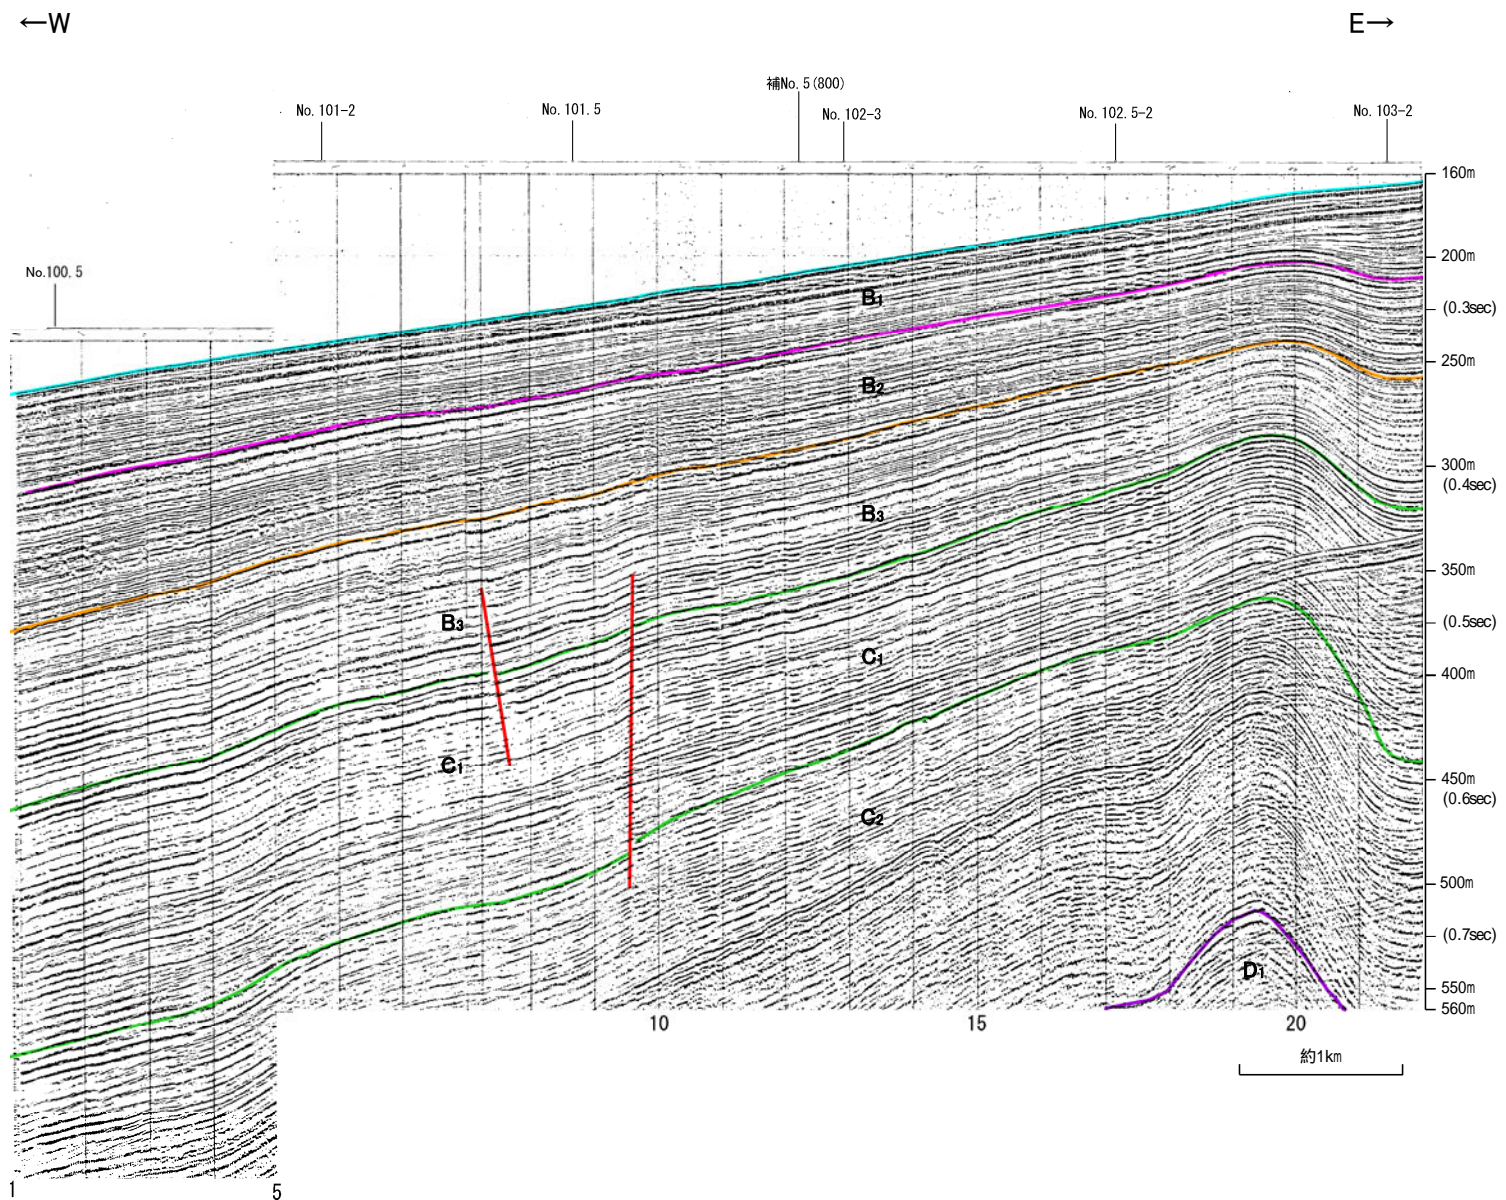 ←W
E→
補No.5(800)
No.101-2
No.101.5
No.102-3
No.102.5-2
No.103-2
160m
200m
No.100.5
B1
(0.3sec)
250m
B2
300m
(0.4sec)
B3
350m
B3
(0.5sec)
C1
400m
C1
450m
(0.6sec)
C2
500m
(0.7sec)
D1
550m
560m
10
15
20
約1km
1
5